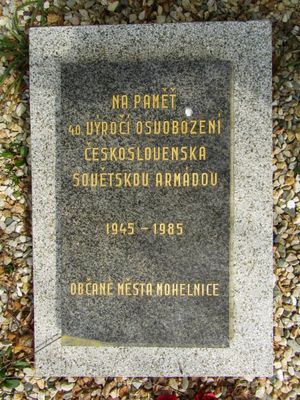 NA PAMĚŤ
40. VÝROČÍ OSVOBOZENÍ
ČESKOSLOVENSKA
SOVĚTSKOU ARMÁDOU
1945 - 1985
OBČANÉ MĚSTA MOHELNICE